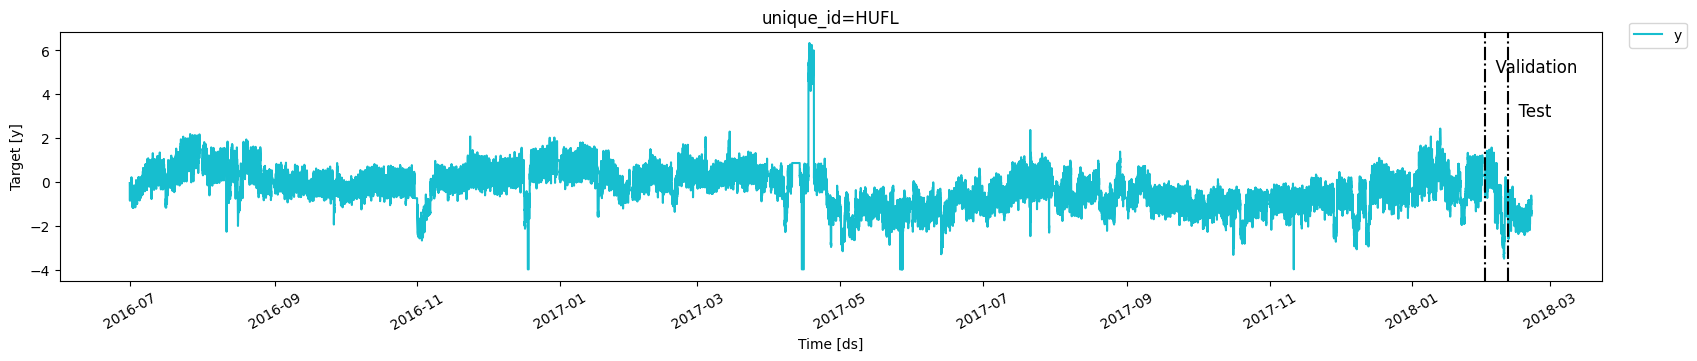 unique_id=HUFL
y
Validation
Test
Target [y]
6
4
2
0
−2
−4
2016-07
2016-09
2016-11
2017-01
2017-03
2017-05
2017-07
2017-09
2017-11
2018-01
2018-03
Time [ds]